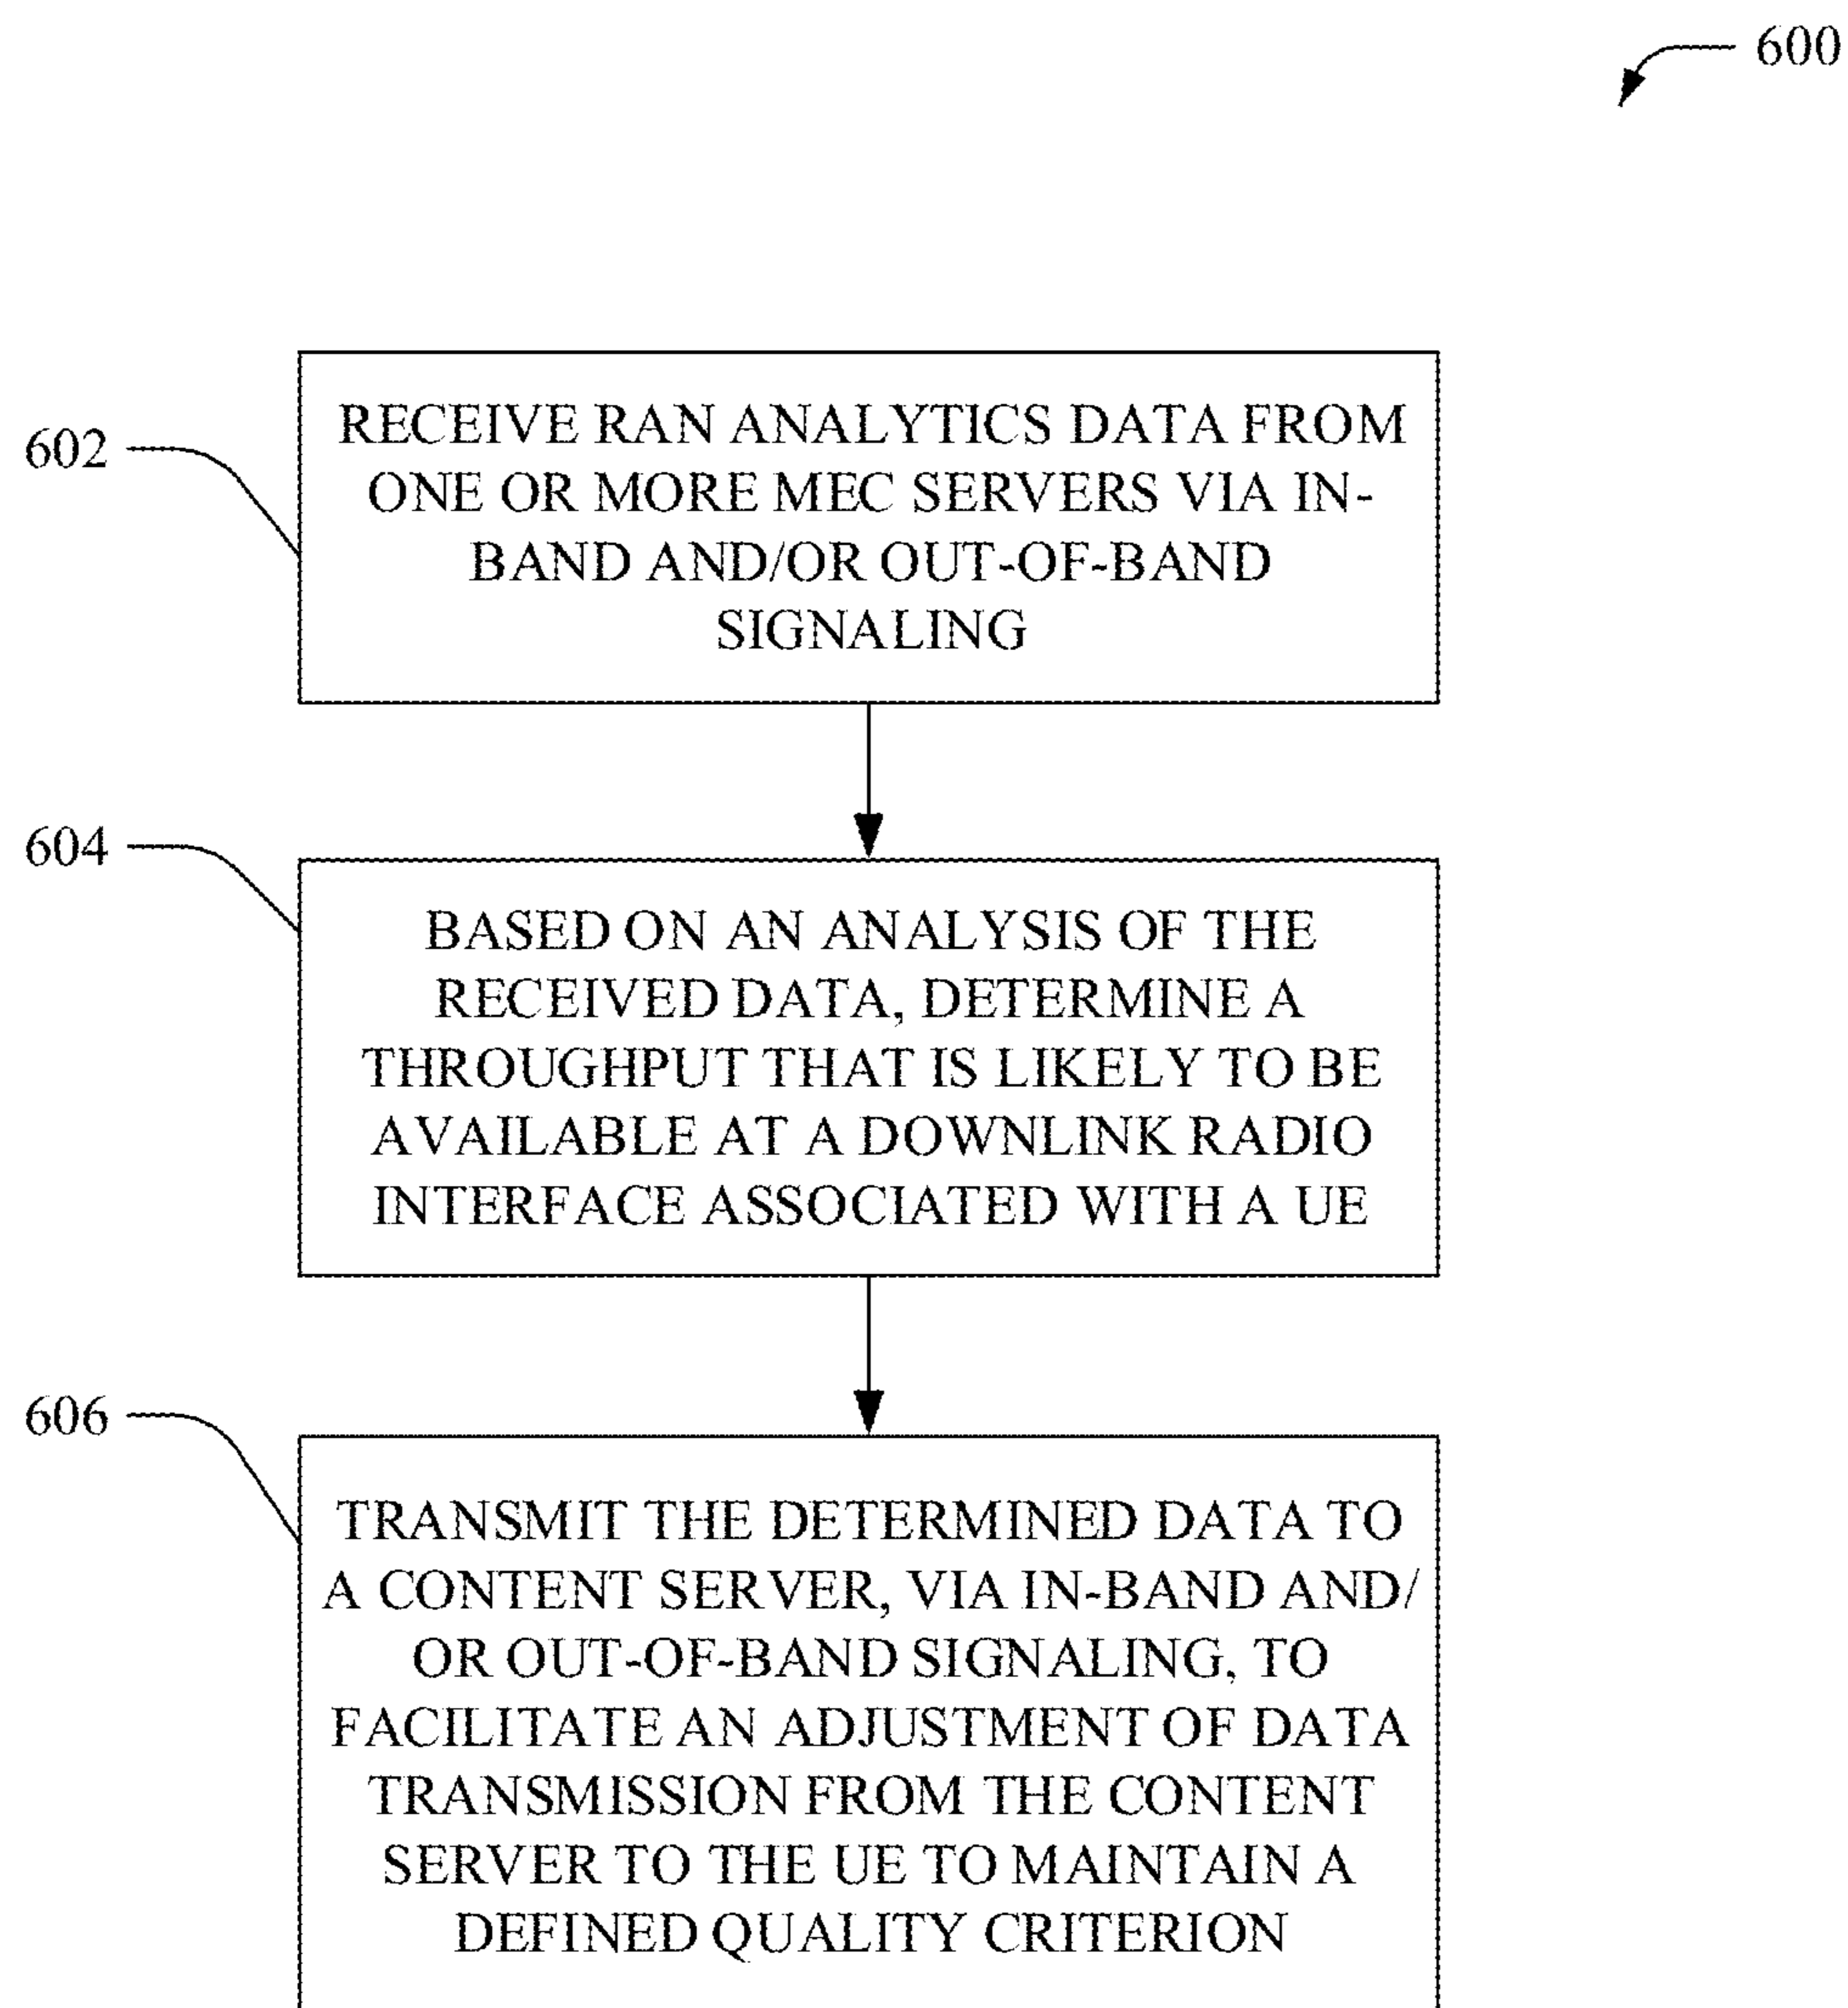 600
602
RECEIVE RAN ANALYTICS DATA FROM
ONE OR MORE MEC SERVERS VIA IN-
BAND AND/OR OUT-OF-BAND
SIGNALING
604
BASED ON AN ANALYSIS OF THE
RECEIVED DATA, DETERMINE A
THROUGHPUT THAT IS LIKELY TO BE
AVAILABLE AT A DOWNLINK RADIO
INTERFACE ASSOCIATED WITH A UE
606
TRANSMIT THE DETERMINED DATA TO
A CONTENT SERVER, VIA IN-BAND AND/
OR OUT-OF-BAND SIGNALING, TO
FACILITATE AN ADJUSTMENT OF DATA
TRANSMISSION FROM THE CONTENT
SERVER TO THE UE TO MAINTAIN A
DEFINED QUALITY CRITERION